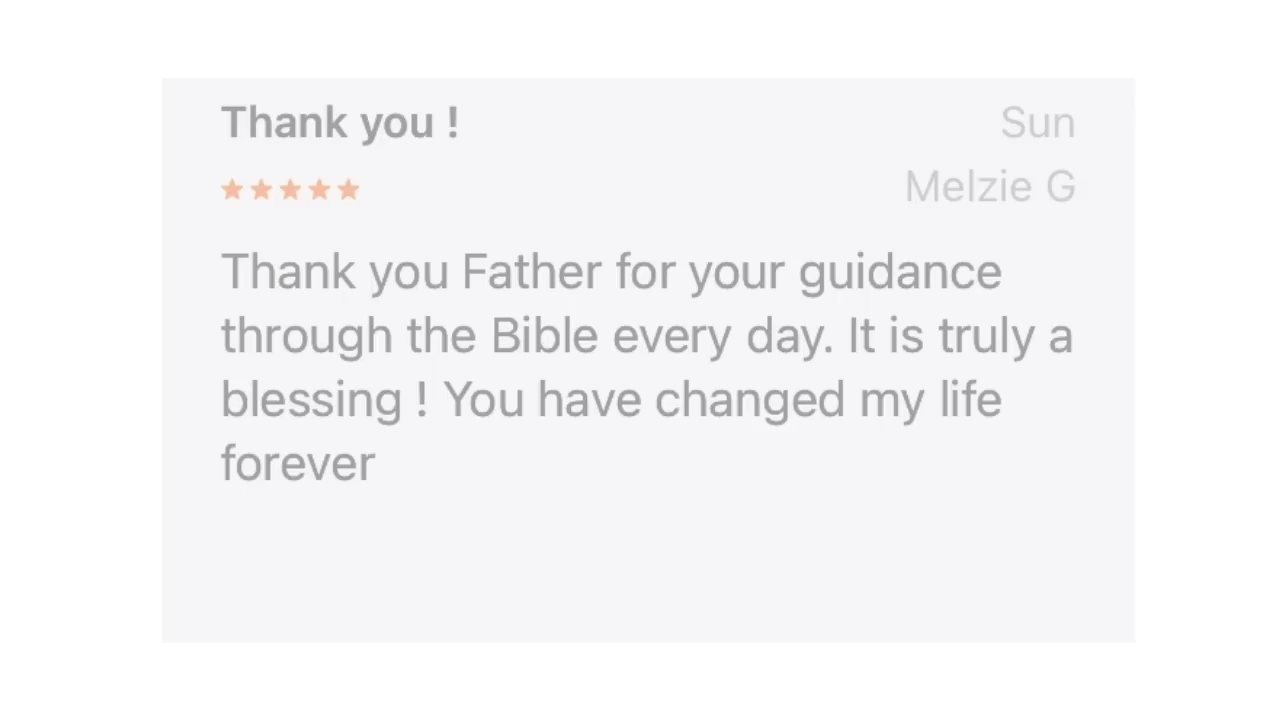 Thank you !
Sun
Melzie G
Thank you Father for your guidance
through the Bible every day. It is truly a
blessing ! You have changed my life
forever